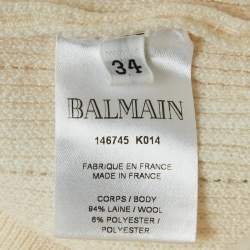 34
BALMAIN
146745 K014
FABRIQUE EN FRANCE
MADE IN FRANCE
CORPS / BODY
94% LAINE / WOOL
6% POLYESTER /
POLYESTER